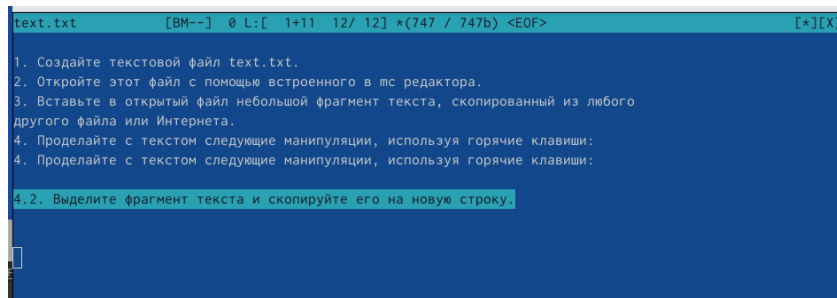 text.txt [BM--] 0 L:[ 1+11 12/ 12] *(747 / 747b) <EOF> [*][X]
1. Создайте текстовой файл text.txt.
2. Откройте этот файл с помощью встроенного в mc редактора.
3. Вставьте в открытый файл небольшой фрагмент текста, скопированный из любого
другого файла или Интернета.
4. Проделайте с текстом следующие манипуляции, используя горячие клавиши:
4. Проделайте с текстом следующие манипуляции, используя горячие клавиши:
4.2. Выделите фрагмент текста и скопируйте его на новую строку.